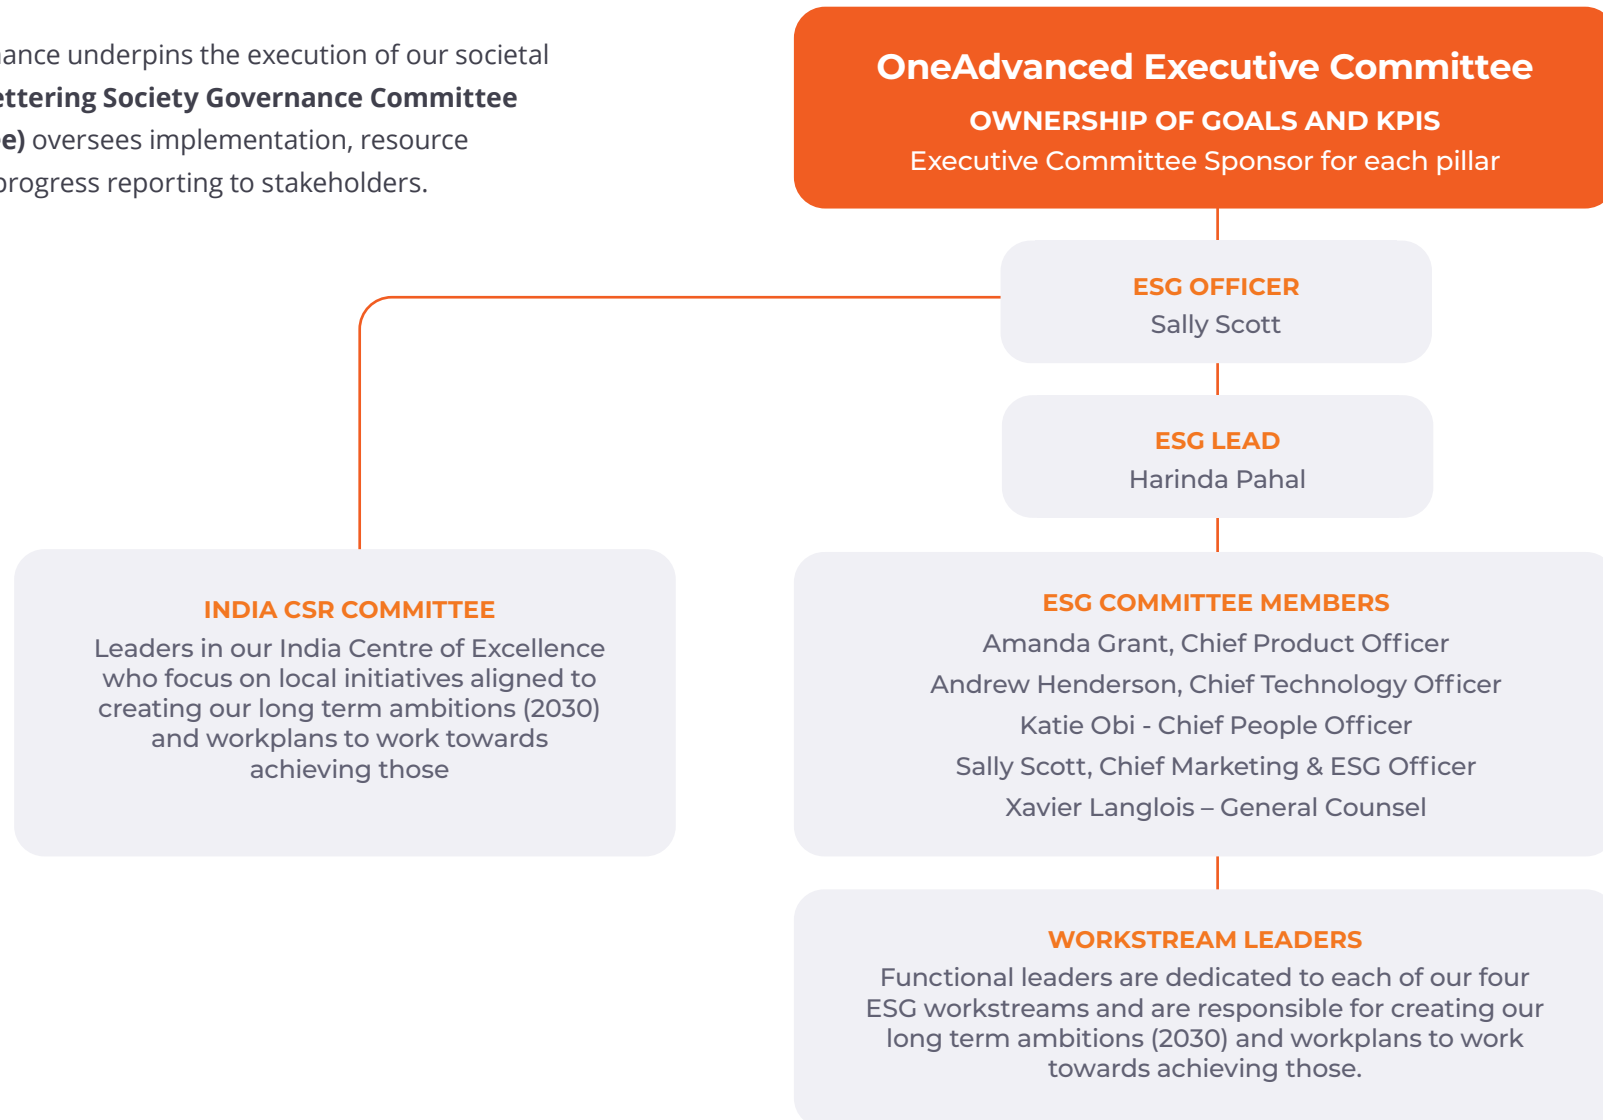 ance underpins the execution of our societal
ettering Society Governance Committee
e) oversees implementation, resource
progress reporting to stakeholders.
OneAdvanced Executive Committee
OWNERSHIP OF GOALS AND KPIS
Executive Committee Sponsor for each pillar
ESG OFFICER
Sally Scott
ESG LEAD
Harinda Pahal
INDIA CSR COMMITTEE
Leaders in our India Centre of Excellence
who focus on local initiatives aligned to
creating our long term ambitions (2030)
and workplans to work towards
achieving those
ESG COMMITTEE MEMBERS
Amanda Grant, Chief Product Officer
Andrew Henderson, Chief Technology Officer
Katie Obi - Chief People Officer
Sally Scott, Chief Marketing & ESG Officer
Xavier Langlois – General Counsel
WORKSTREAM LEADERS
Functional leaders are dedicated to each of our four
ESG workstreams and are responsible for creating our
long term ambitions (2030) and workplans to work
towards achieving those.